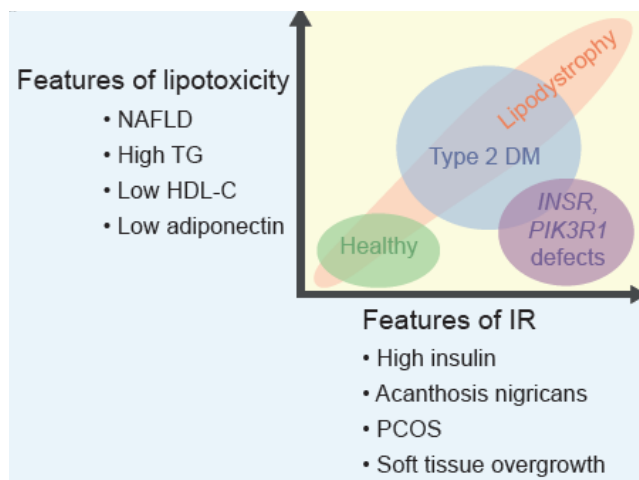 Features of lipotoxicity
• NAFLD
• High TG
• Low HDL-C
• Low adiponectin
Lipodystrophy
Type 2 DM
INSR,
PIK3R1
defects
Healthy
Features of IR
• High insulin
• Acanthosis nigricans
• PCOS
• Soft tissue overgrowth